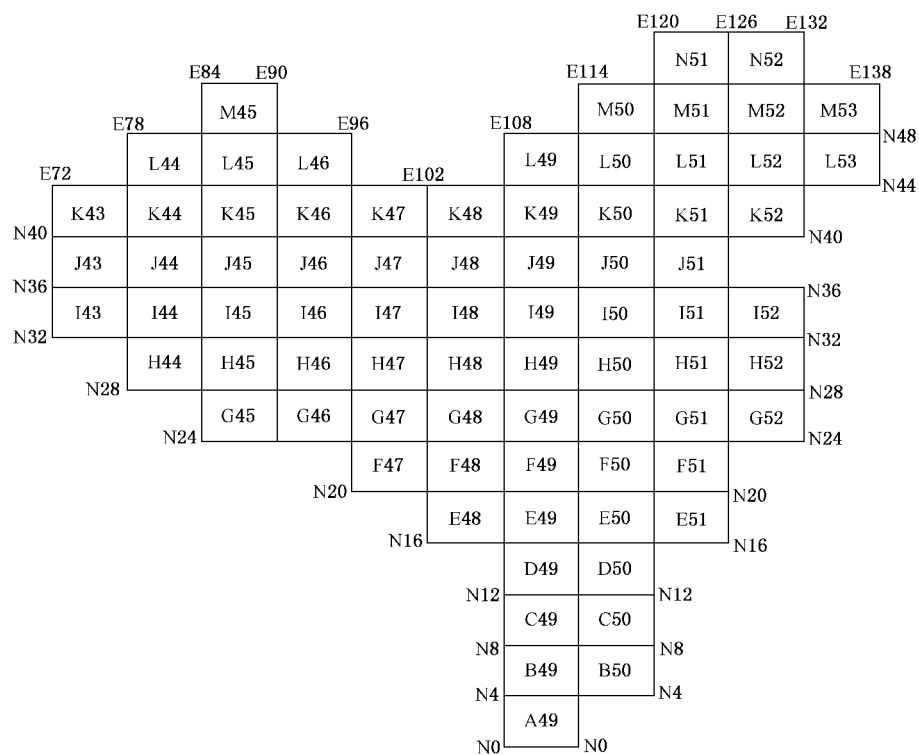 E120 E126 E132
N51 N52
E84 E90 E114 E138
M45 M50 M51 M52 M53
E78 E96 E108 N48
L44 L45 L46 L49 L50 L51 L52 L53
E72 E102 N44
K43 K44 K45 K46 K47 K48 K49 K50 K51 K52
N40 N40
J43 J44 J45 J46 J47 J48 J49 J50 J51
N36 N36
I43 I44 I45 I46 I47 I48 I49 I50 I51 I52
N32 N32
H44 H45 H46 H47 H48 H49 H50 H51 H52
N28 N28
G45 G46 G47 G48 G49 G50 G51 G52
N24 N24
F47 F48 F49 F50 F51
N20 N20
E48 E49 E50 E51
N16 N16
D49 D50
N12 N12
C49 C50
N8 N8
B49 B50
N4 N4
A49
N0 N0